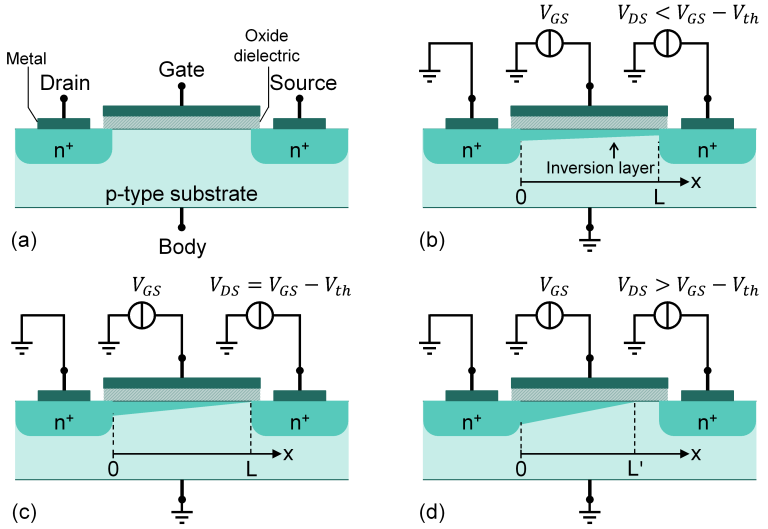 Metal
Drain
Gate
Oxide
dielectric
Source
n⁺
n⁺
p-type substrate
(a)
Body
V_GS
V_DS < V_GS − V_th
n⁺
n⁺
Inversion layer
x
0
L
(b)
V_GS
V_DS = V_GS − V_th
n⁺
n⁺
x
0
L
(c)
V_GS
V_DS > V_GS − V_th
n⁺
n⁺
x
0
L'
(d)